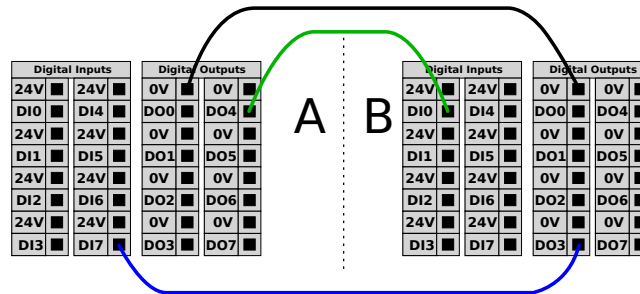 Digital Inputs Digital Outputs Digital Inputs Digital Outputs
24V 24V 0V 0V A B 24V 24V 0V 0V
DI0 DI4 DO0 DO4 DI0 DI4 DO0 DO4
24V 24V 0V 0V 24V 24V 0V 0V
DI1 DI5 DO1 DO5 DI1 DI5 DO1 DO5
24V 24V 0V 0V 24V 24V 0V 0V
DI2 DI6 DO2 DO6 DI2 DI6 DO2 DO6
24V 24V 0V 0V 24V 24V 0V 0V
DI3 DI7 DO3 DO7 DI3 DI7 DO3 DO7